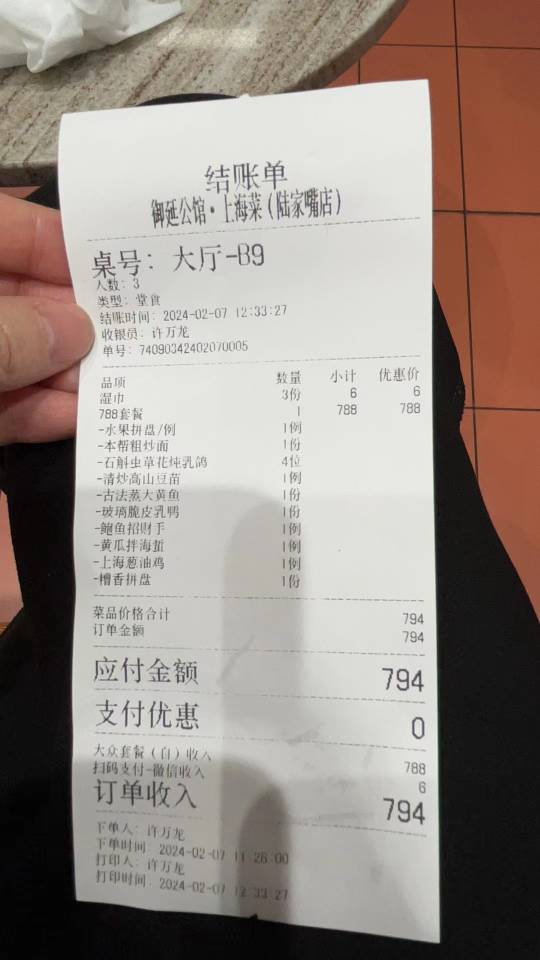 结账单
御延公馆·上海菜(陆家嘴店)
桌号: 大厅-B9
人数: 3
类型: 堂食
结账时间: 2024-02-07 12:33:27
收银员: 许万龙
单号: 74090342402070005
品项 数量 小计 优惠价
湿巾 3份 6 6
788套餐 1 788 788
-水果拼盘/例 1例
-本帮粗炒面 1份
-石斛虫草花炖乳鸽 4位
-清炒高山豆苗 1例
-古法蒸大黄鱼 1份
-玻璃脆皮乳鸭 1份
-鲍鱼招财手 1例
-黄瓜拌海蜇 1例
-上海葱油鸡 1例
-糟香拼盘 1份
菜品价格合计 794
订单金额 794
应付金额 794
支付优惠 0
大众套餐(自)收入 788
扫码支付-微信收入 6
订单收入 794
下单人: 许万龙
下单时间: 2024-02-07 11:26:00
打印人: 许万龙
打印时间: 2024-02-07 12:33:27